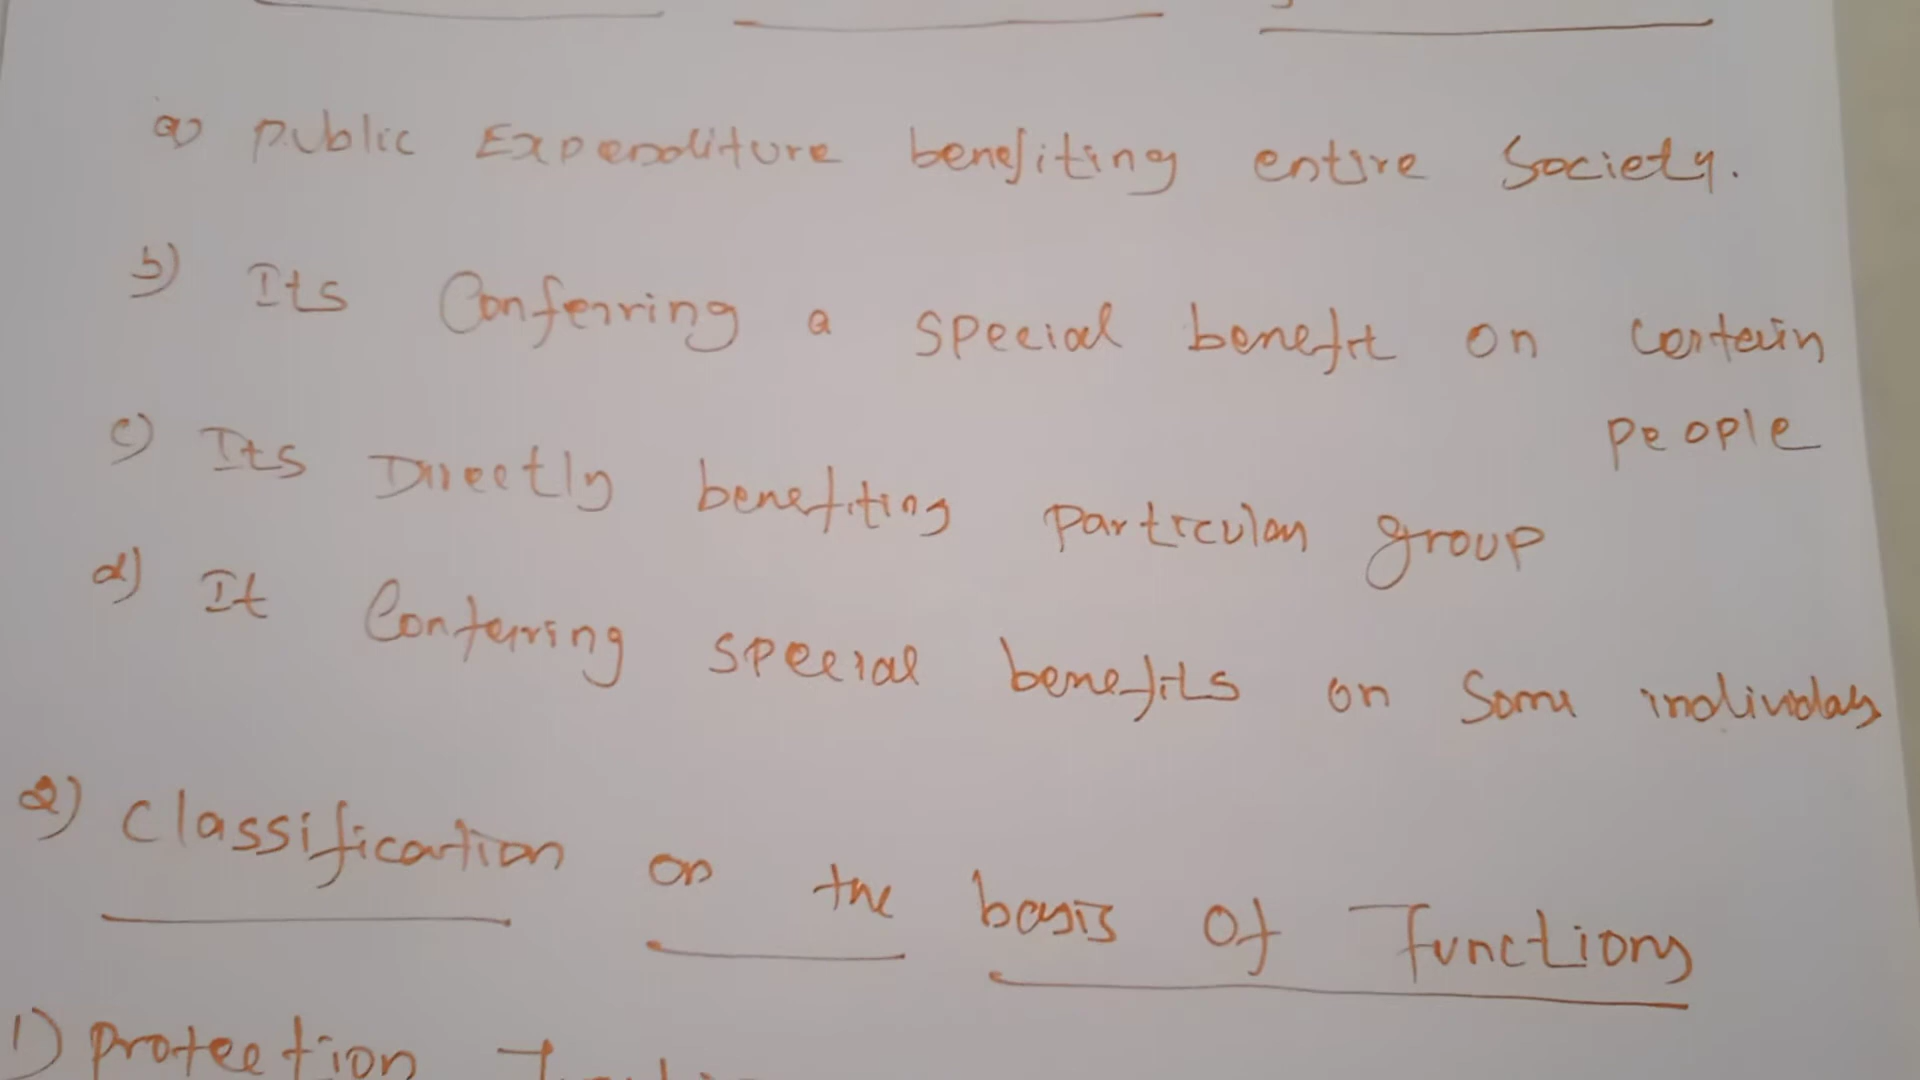 a) Public Expenditure benefiting entire Society.
b) Its Conferring a special benefit on certain
people
c) Its Directly benefiting particular group
d) It Conferring special benefits on Some
2) Classification on the basis of Functions
1) Protection